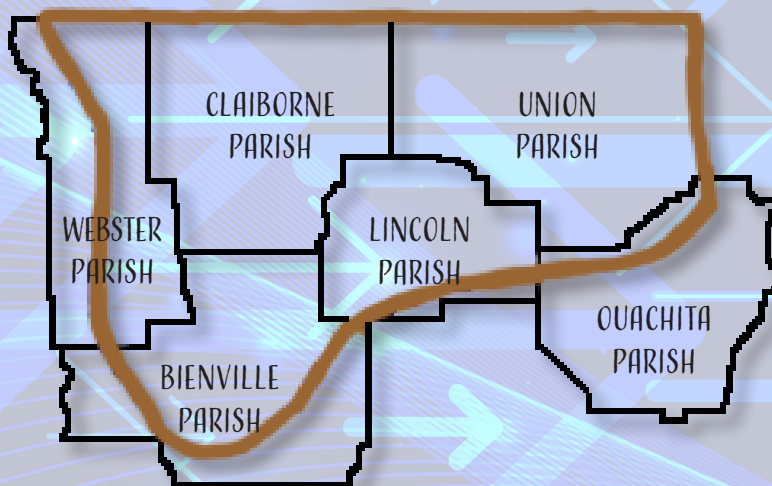 CLAIBORNE
PARISH
UNION
PARISH
WEBSTER
PARISH
LINCOLN
PARISH
OUACHITA
PARISH
BIENVILLE
PARISH